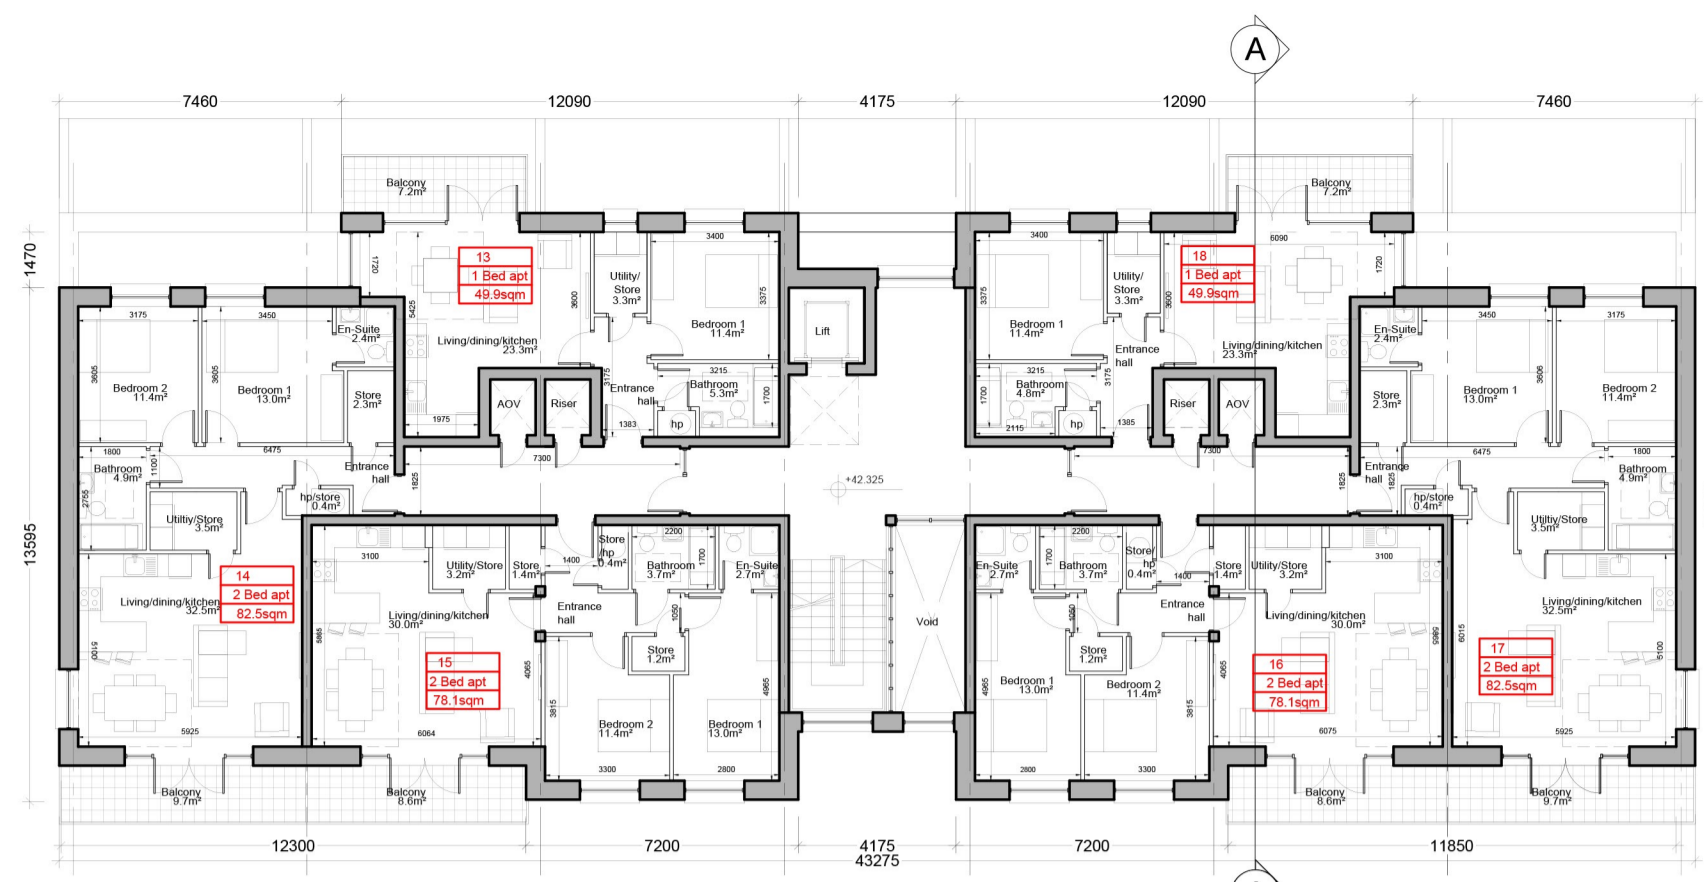 A
7460
12090
4175
12090
7460
Balcony
7.2m²
Balcony
7.2m²
1470
13595
1720
5425
13
1 Bed apt
49.9sqm
3600
Utility/
Store
3.3m²
3400
3375
Bedroom 1
11.4m²
Living/dining/kitchen
23.3m²
Entrance
hall
3175
3215
Bathroom
5.3m²
1700
hp
1383
1975
AOV
Riser
Lift
3400
3375
Bedroom 1
11.4m²
Utility/
Store
3.3m²
3600
18
1 Bed apt
49.9sqm
6090
1720
Living/dining/kitchen
23.3m²
Entrance
hall
3175
3215
Bathroom
4.8m²
1700
2115
hp
1385
Riser
AOV
3175
3450
3605
3605
Bedroom 2
11.4m²
Bedroom 1
13.0m²
En-Suite
2.4m²
Store
2.3m²
1800
6475
Bathroom
4.9m²
1100
2755
Entrance
hall
hp/store
0.4m²
Utiltiy/Store
3.5m²
1825
7300
+42.325
7300
1825
1825
En-Suite
2.4m²
3450
3175
Bedroom 1
13.0m²
3606
Bedroom 2
11.4m²
Store
2.3m²
6475
1800
Entrance
hall
Bathroom
4.9m²
hp/store
0.4m²
Utiltiy/Store
3.5m²
14
2 Bed apt
82.5sqm
Living/dining/kitchen
32.5m²
5100
5925
3100
Utility/Store
3.2m²
Store
1.4m²
Store
/hp
0.4m²
1400
2200
Bathroom
3.7m²
1700
En-Suite
2.7m²
Living/dining/kitchen
30.0m²
5865
Entrance
hall
1050
Store
1.2m²
15
2 Bed apt
78.1sqm
4065
6064
3815
Bedroom 2
11.4m²
3300
Bedroom 1
13.0m²
4965
2800
Void
En-Suite
2.7m²
1700
2200
Bathroom
3.7m²
Store/
hp
0.4m²
1400
Store
1.4m²
Utility/Store
3.2m²
3100
1050
Entrance
hall
Living/dining/kitchen
30.0m²
5865
Store
1.2m²
4965
Bedroom 1
13.0m²
Bedroom 2
11.4m²
3815
4065
2800
3300
16
2 Bed apt
78.1sqm
6075
6015
Living/dining/kitchen
32.5m²
17
2 Bed apt
82.5sqm
5100
5925
Balcony
9.7m²
Balcony
8.6m²
Balcony
8.6m²
Balcony
9.7m²
12300
7200
4175
7200
11850
43275